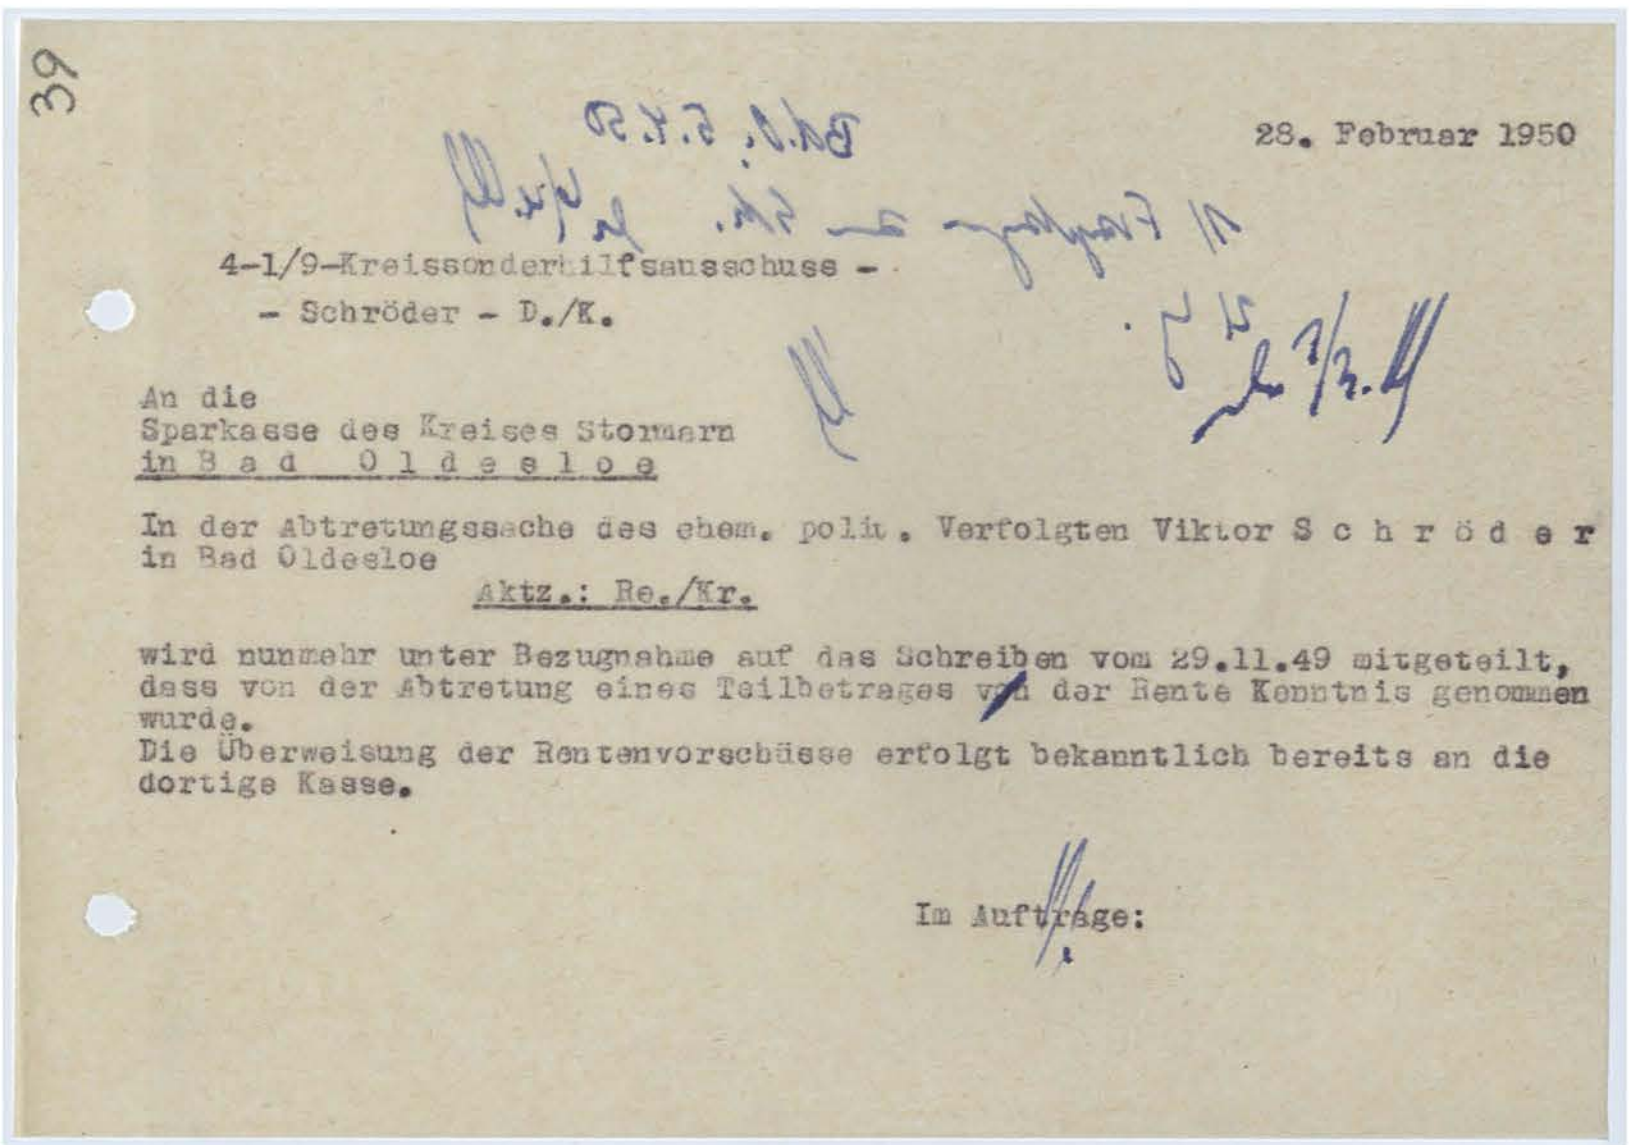 39
28. Februar 1950
4-1/9-Kreissonderhilfsausschuss -
- Schröder - D./K.
An die
Sparkasse des Kreises Stormarn
in B a d   O l d e s l o e
In der Abtretungssache des ehem. polit. Verfolgten Viktor S c h r ö d e r
in Bad Oldesloe
Aktz.: Re./Kr.
wird nunmehr unter Bezugnahme auf das Schreiben vom 29.11.49 mitgeteilt,
dass von der Abtretung eines Teilbetrages von der Rente Kenntnis genommen
wurde.
Die Überweisung der Rentenvorschüsse erfolgt bekanntlich bereits an die
dortige Kasse.
Im Auftrage: